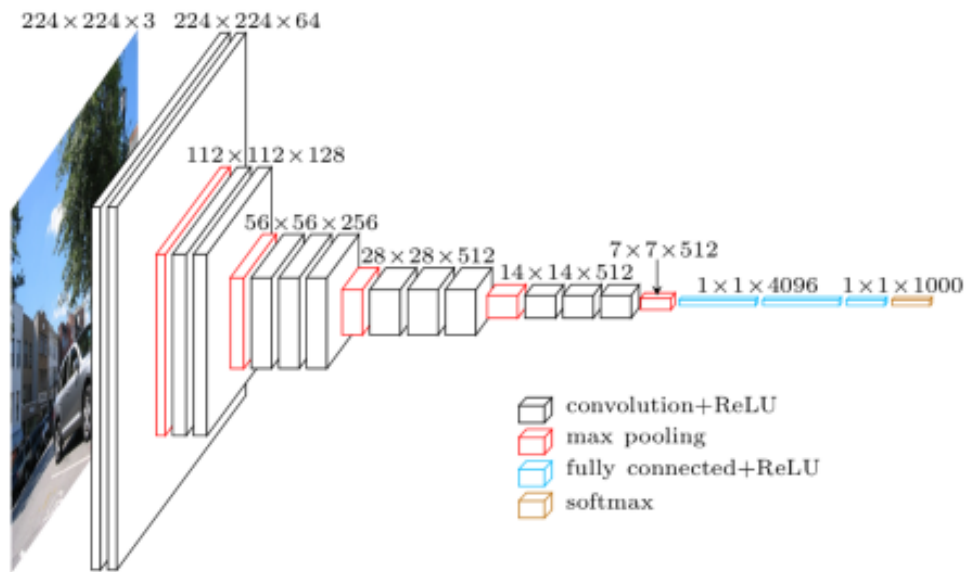 224×224×3
224×224×64
112×112×128
56×56×256
28×28×512
14×14×512
7×7×512
1×1×4096
1×1×1000
convolution+ReLU
max pooling
fully connected+ReLU
softmax